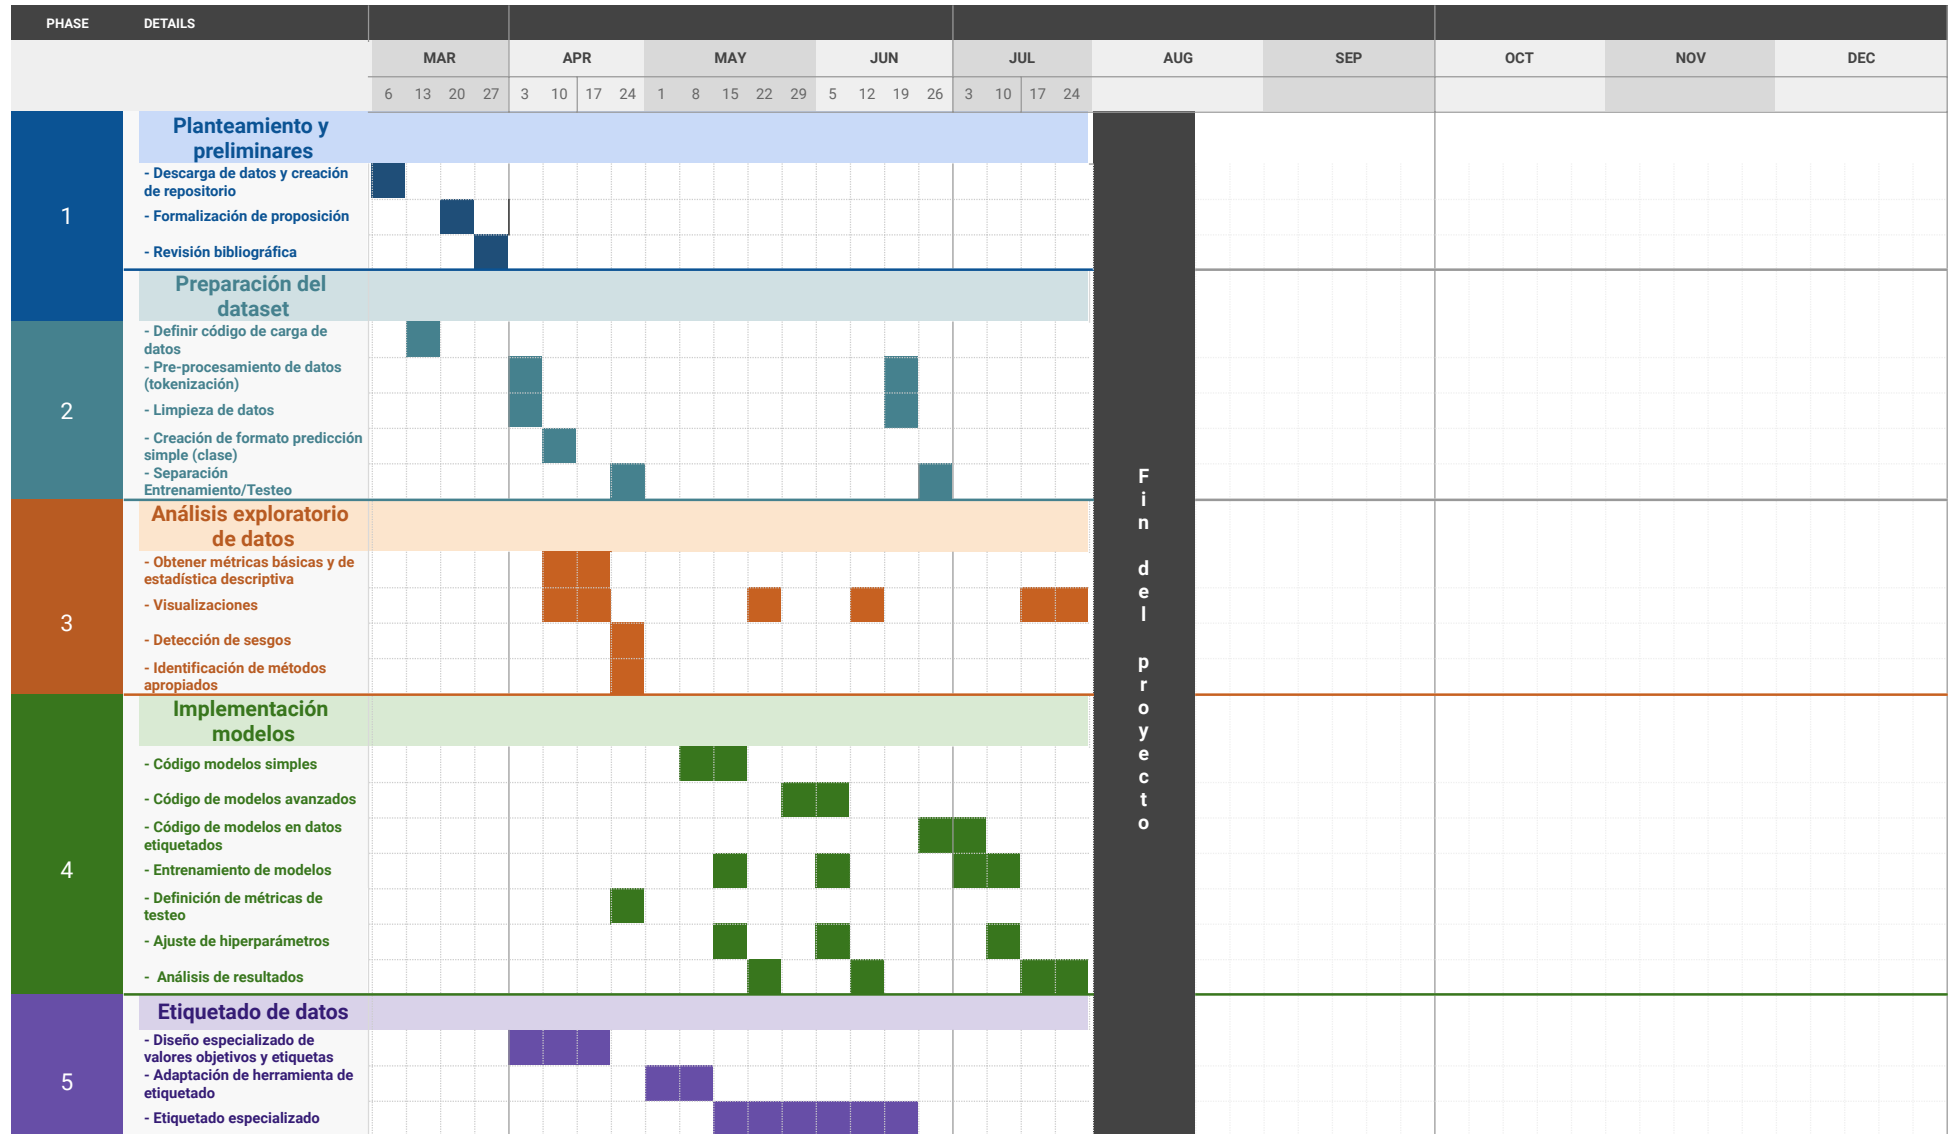 PHASE DETAILS
MAR APR MAY JUN JUL AUG SEP OCT NOV DEC
6 13 20 27 3 10 17 24 1 8 15 22 29 5 12 19 26 3 10 17 24
1
Planteamiento y
preliminares
- Descarga de datos y creación
de repositorio
- Formalización de proposición
- Revisión bibliográfica
Preparación del
dataset
2
- Definir código de carga de
datos
- Pre-procesamiento de datos
(tokenización)
- Limpieza de datos
- Creación de formato predicción
simple (clase)
- Separación
Entrenamiento/Testeo
3
Análisis exploratorio
de datos
- Obtener métricas básicas y de
estadística descriptiva
- Visualizaciones
- Detección de sesgos
- Identificación de métodos
apropiados
4
Implementación
modelos
- Código modelos simples
- Código de modelos avanzados
- Código de modelos en datos
etiquetados
- Entrenamiento de modelos
- Definición de métricas de
testeo
- Ajuste de hiperparámetros
- Análisis de resultados
5
Etiquetado de datos
- Diseño especializado de
valores objetivos y etiquetas
- Adaptación de herramienta de
etiquetado
- Etiquetado especializado
Fin del proyecto